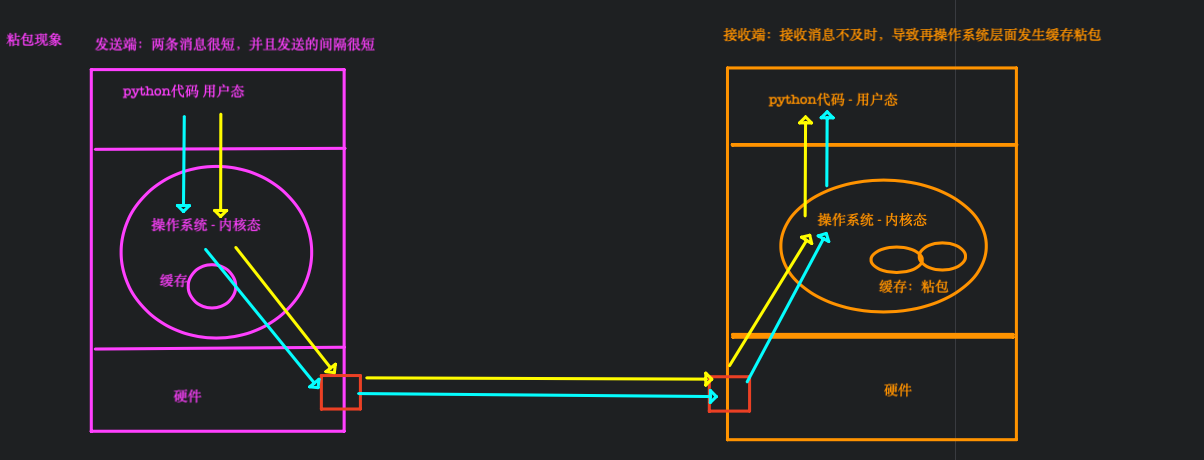 粘包现象
发送端：两条消息很短，并且发送的间隔很短
python代码 用户态
操作系统 - 内核态
缓存
硬件
接收端：接收消息不及时，导致再操作系统层面发生缓存粘包
python代码 - 用户态
操作系统 - 内核态
缓存：粘包
硬件